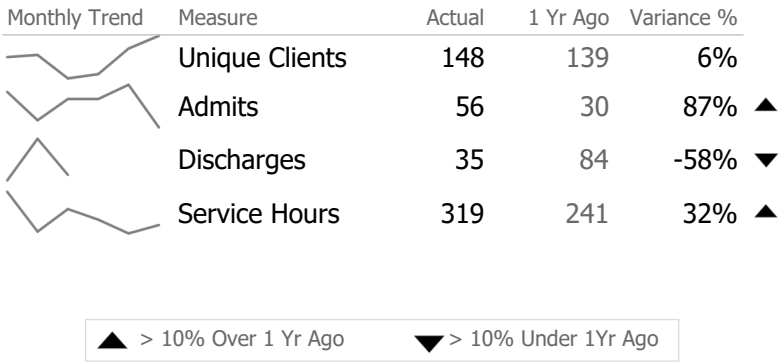 Monthly Trend Measure Actual 1 Yr Ago Variance %
Unique Clients 148 139 6%
Admits 56 30 87% ▲
Discharges 35 84 -58% ▼
Service Hours 319 241 32% ▲
▲ > 10% Over 1 Yr Ago ▼ > 10% Under 1Yr Ago